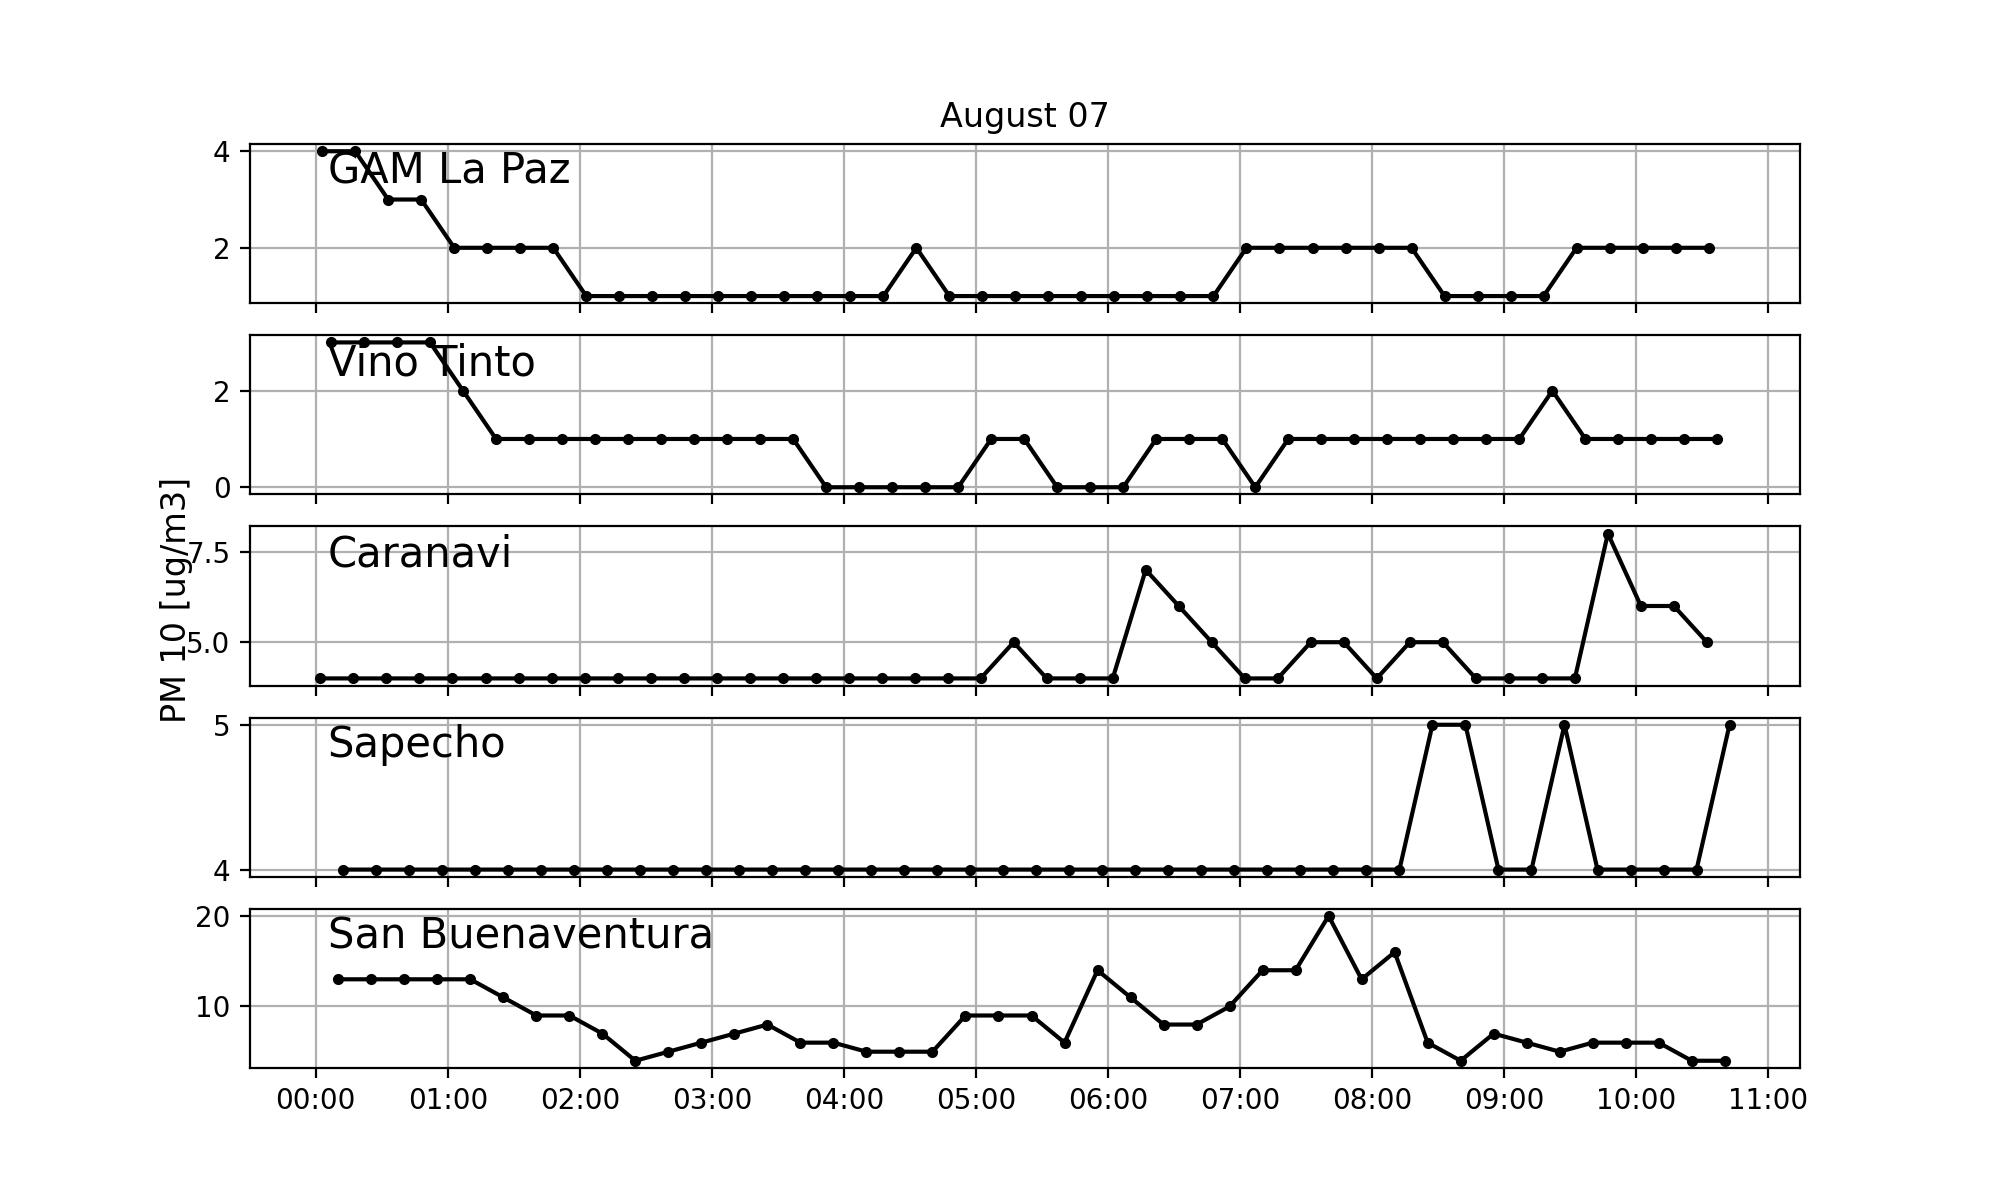 August 07
4
GAM La Paz
2
Vino Tinto
2
0
PM 10 [ug/m3]
7.5
Caranavi
5.0
5
Sapecho
4
20
San Buenaventura
10
00:00 01:00 02:00 03:00 04:00 05:00 06:00 07:00 08:00 09:00 10:00 11:00